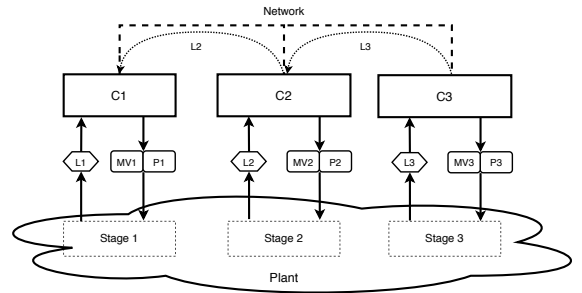 Network
L2 L3
C1 C2 C3
L1 MV1 P1 L2 MV2 P2 L3 MV3 P3
Stage 1 Stage 2 Stage 3
Plant